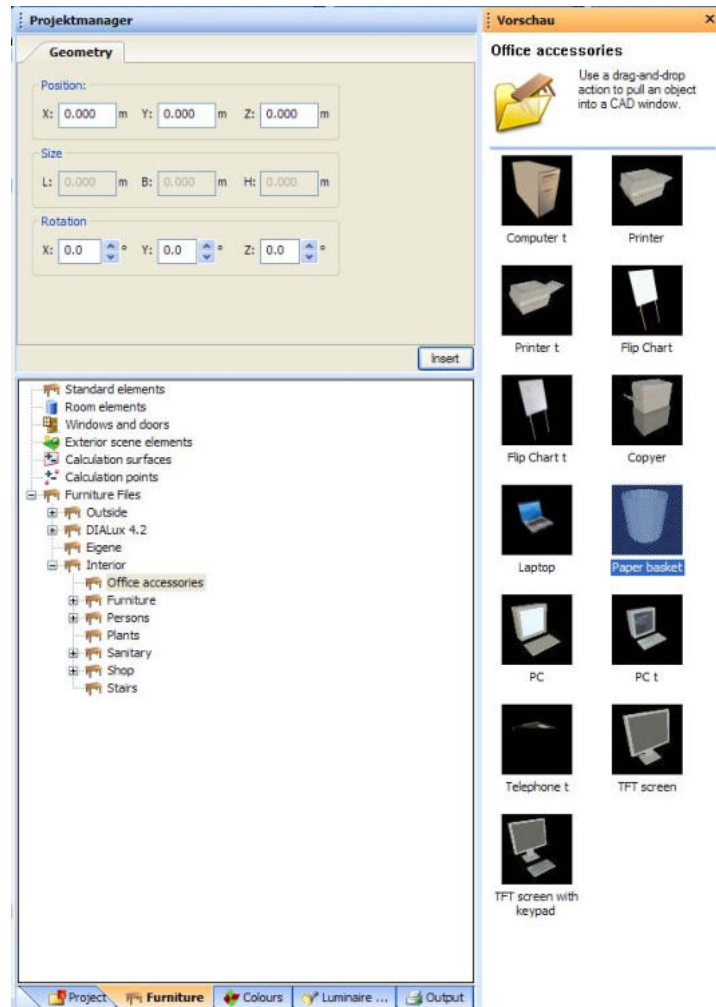 Projektmanager
Geometry
Position:
X: 0.000 m Y: 0.000 m Z: 0.000 m
Size
L: 0.000 m B: 0.000 m H: 0.000 m
Rotation
X: 0.0 ° Y: 0.0 ° Z: 0.0 °
Insert
Standard elements
Room elements
Windows and doors
Exterior scene elements
Calculation surfaces
Calculation points
Furniture Files
Outside
DIALux 4.2
Eigene
Interior
Office accessories
Furniture
Persons
Plants
Sanitary
Shop
Stairs
Project Furniture Colours Luminaire ... Output
Vorschau
Office accessories
Use a drag-and-drop
action to pull an object
into a CAD window.
Computer t Printer
Printer t Flip Chart
Flip Chart t Copyer
Laptop Paper basket
PC PC t
Telephone t TFT screen
TFT screen with
keypad